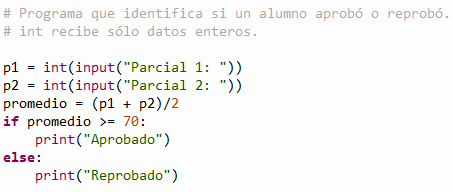 # Programa que identifica si un alumno aprobó o reprobó.
# int recibe sólo datos enteros.
p1 = int(input("Parcial 1: "))
p2 = int(input("Parcial 2: "))
promedio = (p1 + p2)/2
if promedio >= 70:
    print("Aprobado")
else:
    print("Reprobado")